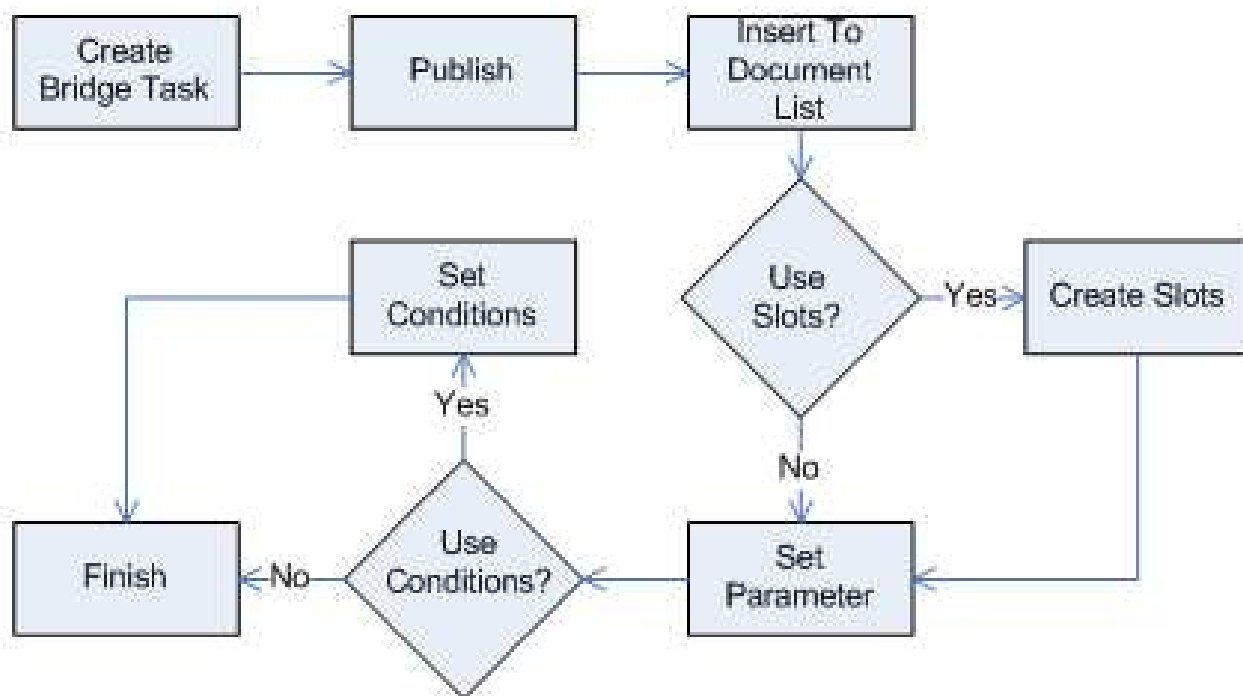 Create
Bridge Task
Publish
Insert To
Document
List
Use
Slots?
Yes
Create Slots
No
Set
Parameter
Use
Conditions?
Yes
Set
Conditions
No
Finish